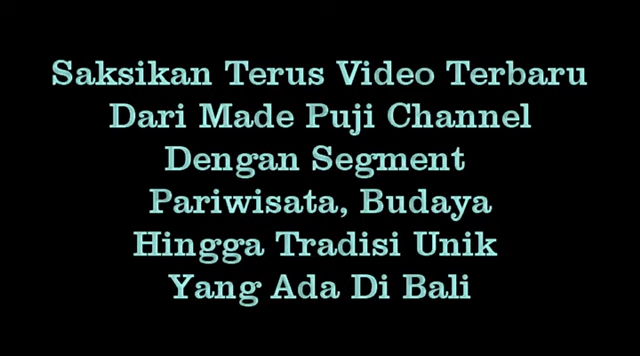 Saksikan Terus Video Terbaru
Dari Made Puji Channel
Dengan Segment
Pariwisata, Budaya
Hingga Tradisi Unik
Yang Ada Di Bali